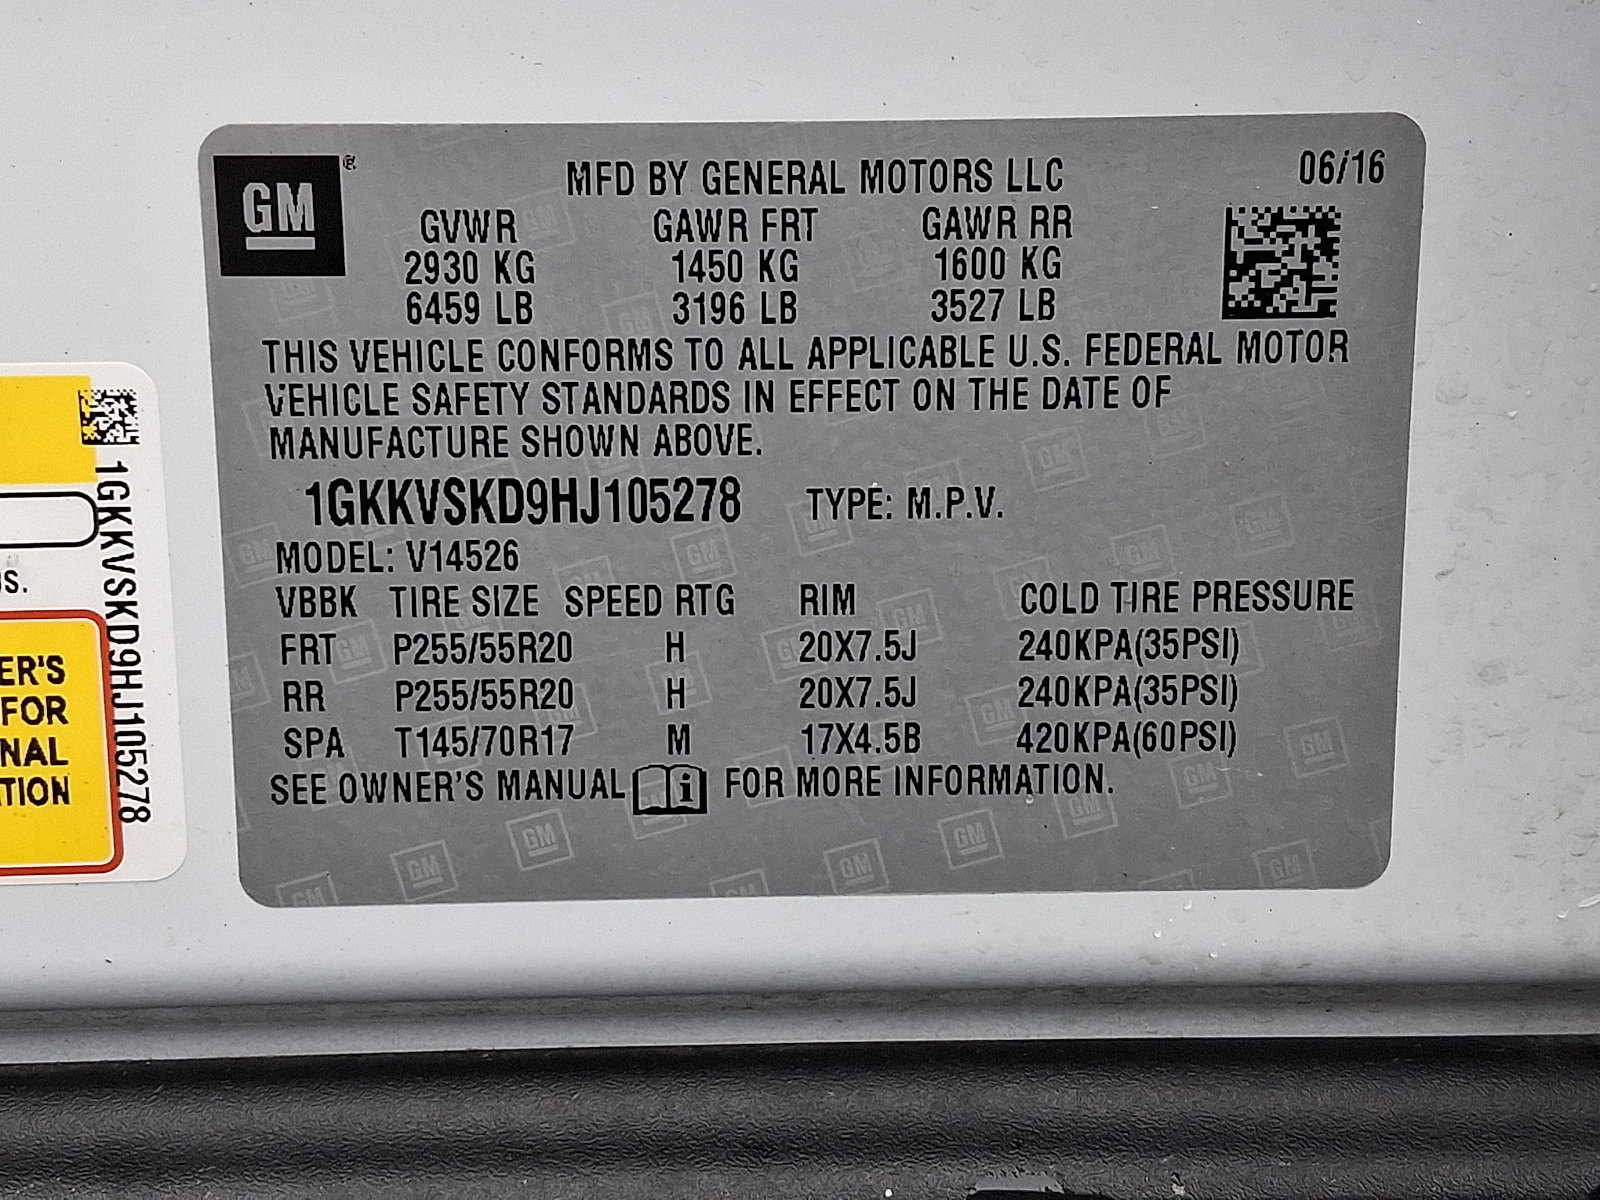 GM®
MFD BY GENERAL MOTORS LLC 06/16
GVWR GAWR FRT GAWR RR
2930 KG 1450 KG 1600 KG
6459 LB 3196 LB 3527 LB
THIS VEHICLE CONFORMS TO ALL APPLICABLE U.S. FEDERAL MOTOR
VEHICLE SAFETY STANDARDS IN EFFECT ON THE DATE OF
MANUFACTURE SHOWN ABOVE.
1GKKVSKD9HJ105278 TYPE: M.P.V.
MODEL: V14526
VBBK TIRE SIZE SPEED RTG RIM COLD TIRE PRESSURE
FRT P255/55R20 H 20X7.5J 240KPA(35PSI)
RR P255/55R20 H 20X7.5J 240KPA(35PSI)
SPA T145/70R17 M 17X4.5B 420KPA(60PSI)
SEE OWNER'S MANUAL i FOR MORE INFORMATION.
1GKKVSKD9HJ105278
ER'S
FOR
NAL
TION